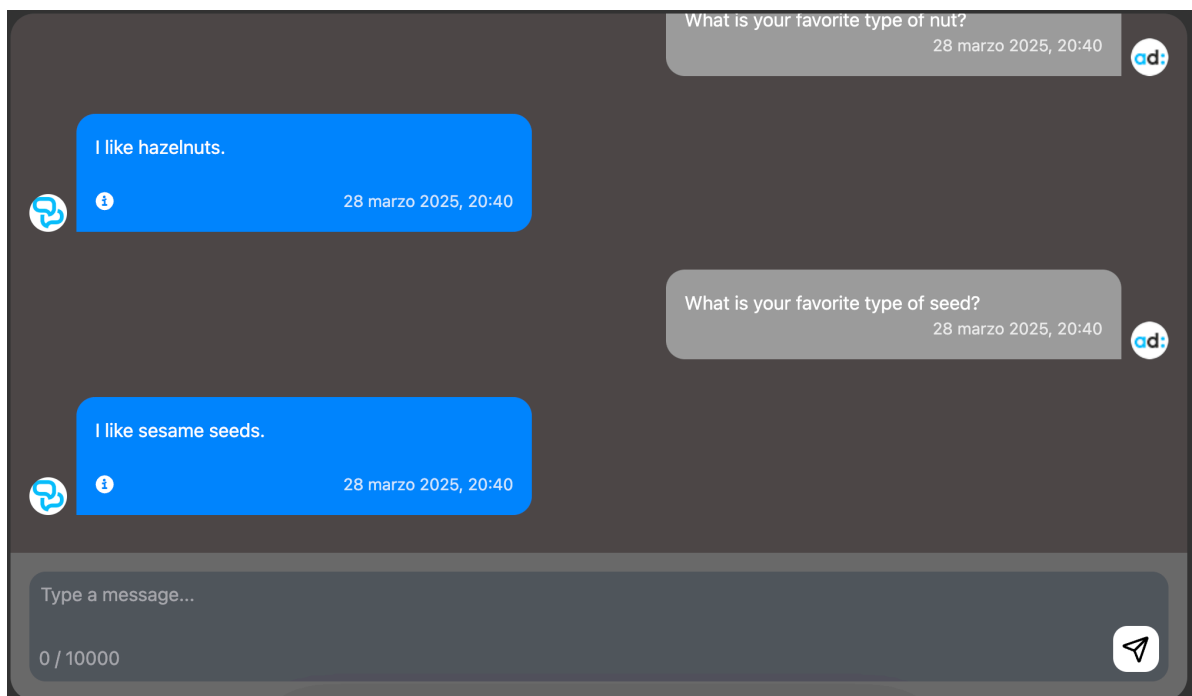 What is your favorite type of nut?
28 marzo 2025, 20:40
ad:
I like hazelnuts.
28 marzo 2025, 20:40
What is your favorite type of seed?
28 marzo 2025, 20:40
ad:
I like sesame seeds.
28 marzo 2025, 20:40
Type a message...
0 / 10000